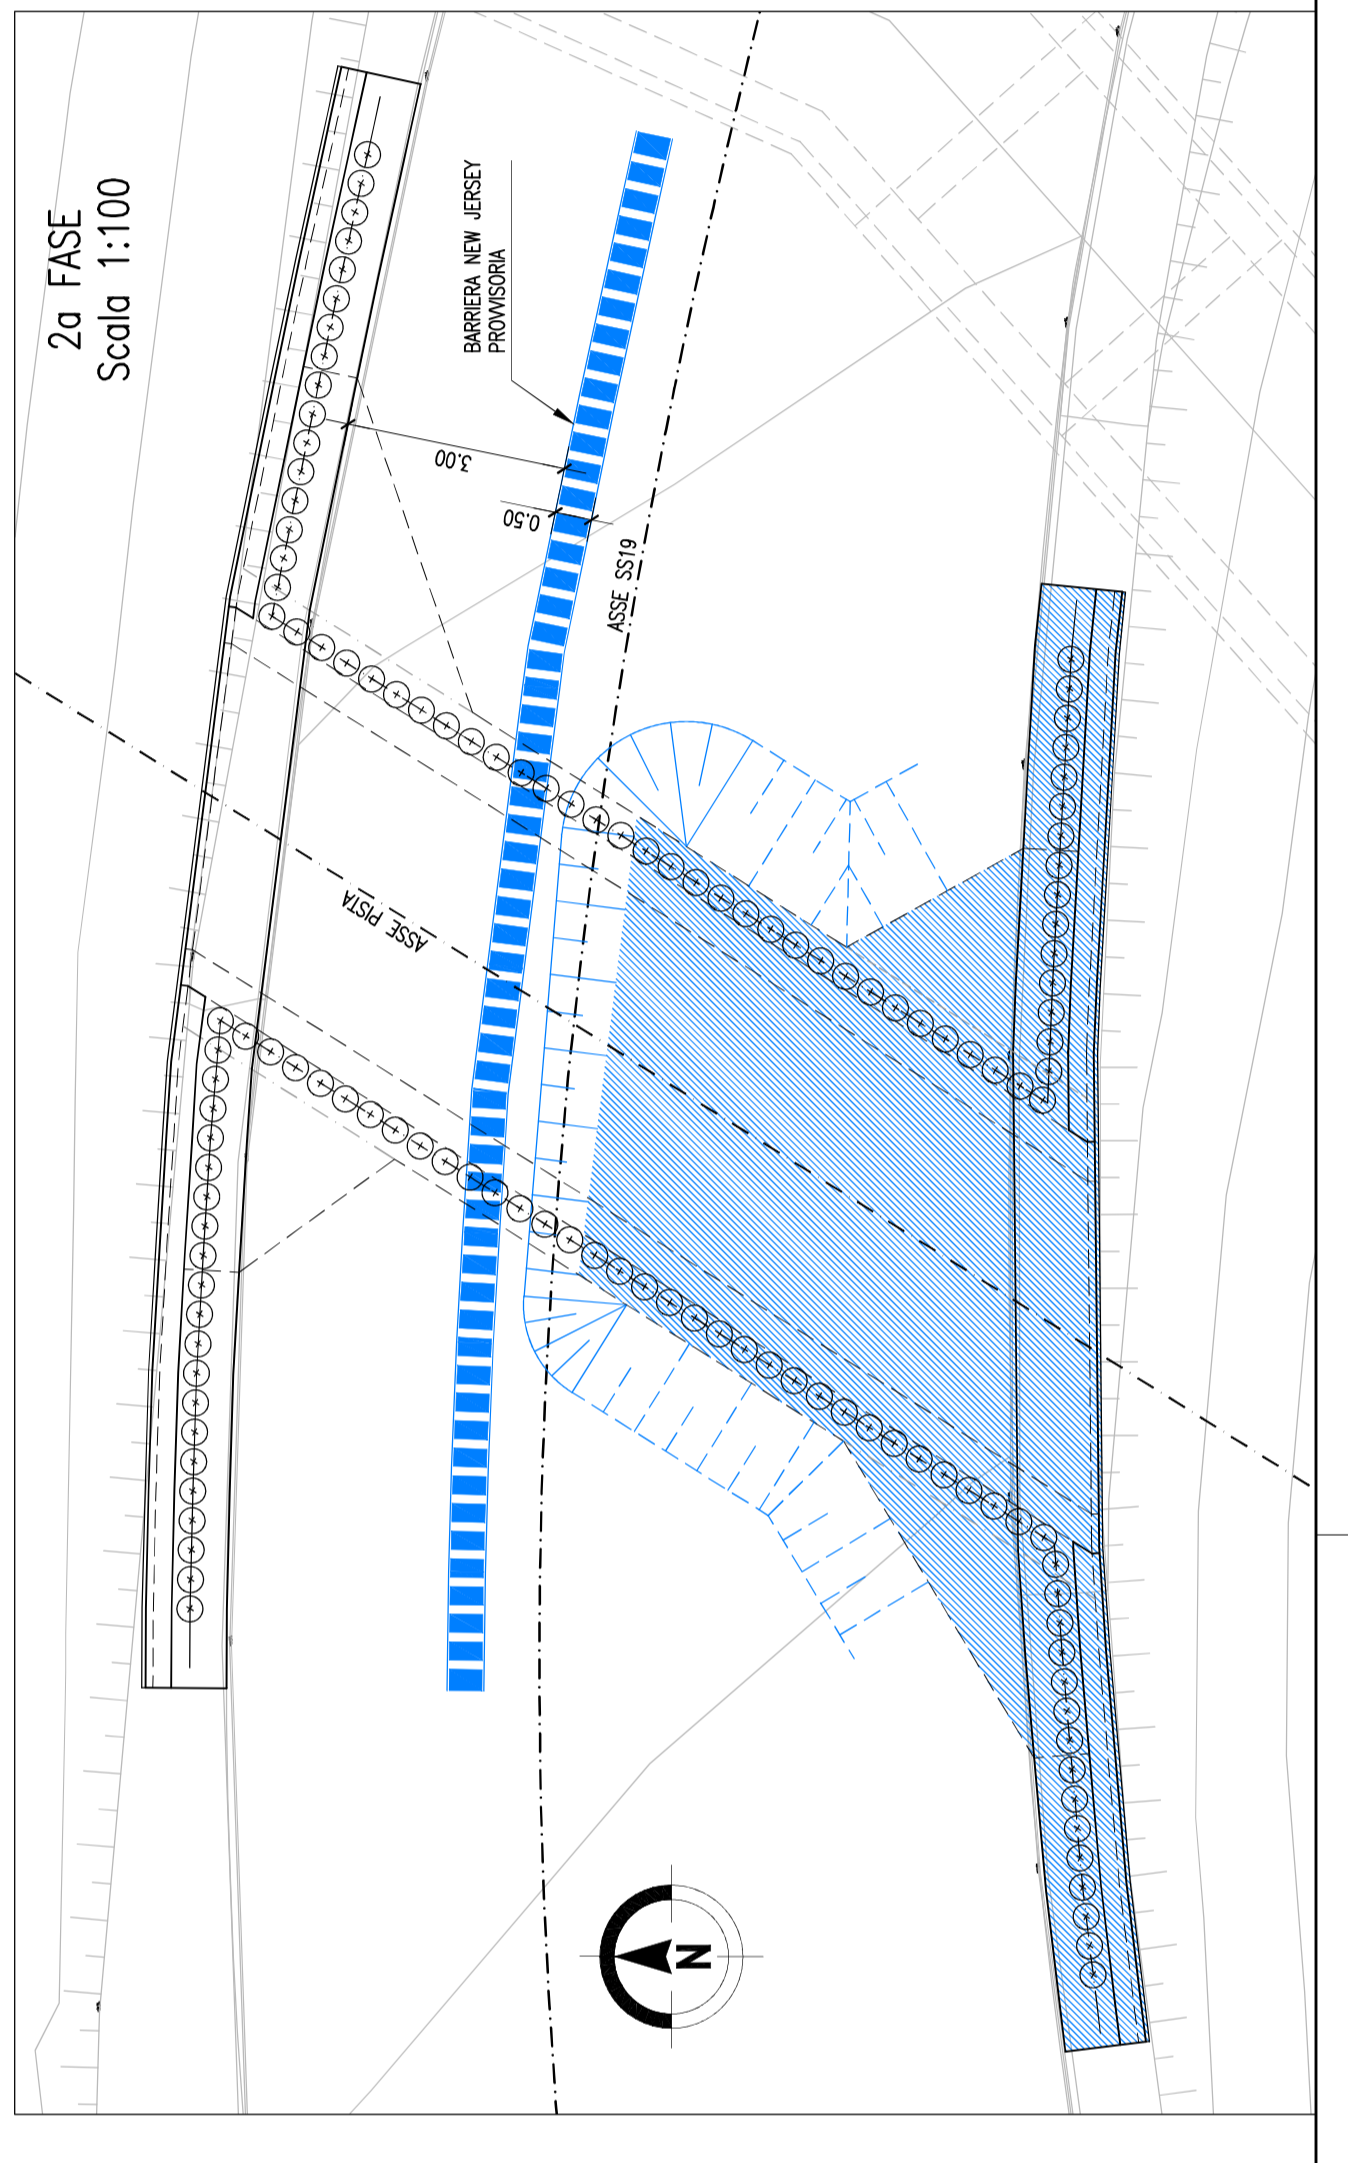 2a FASE
Scala 1:100
BARRIERA NEW JERSEY
PROVVISORIA
3.00
0.50
ASSE SS19
ASSE PISTA
N